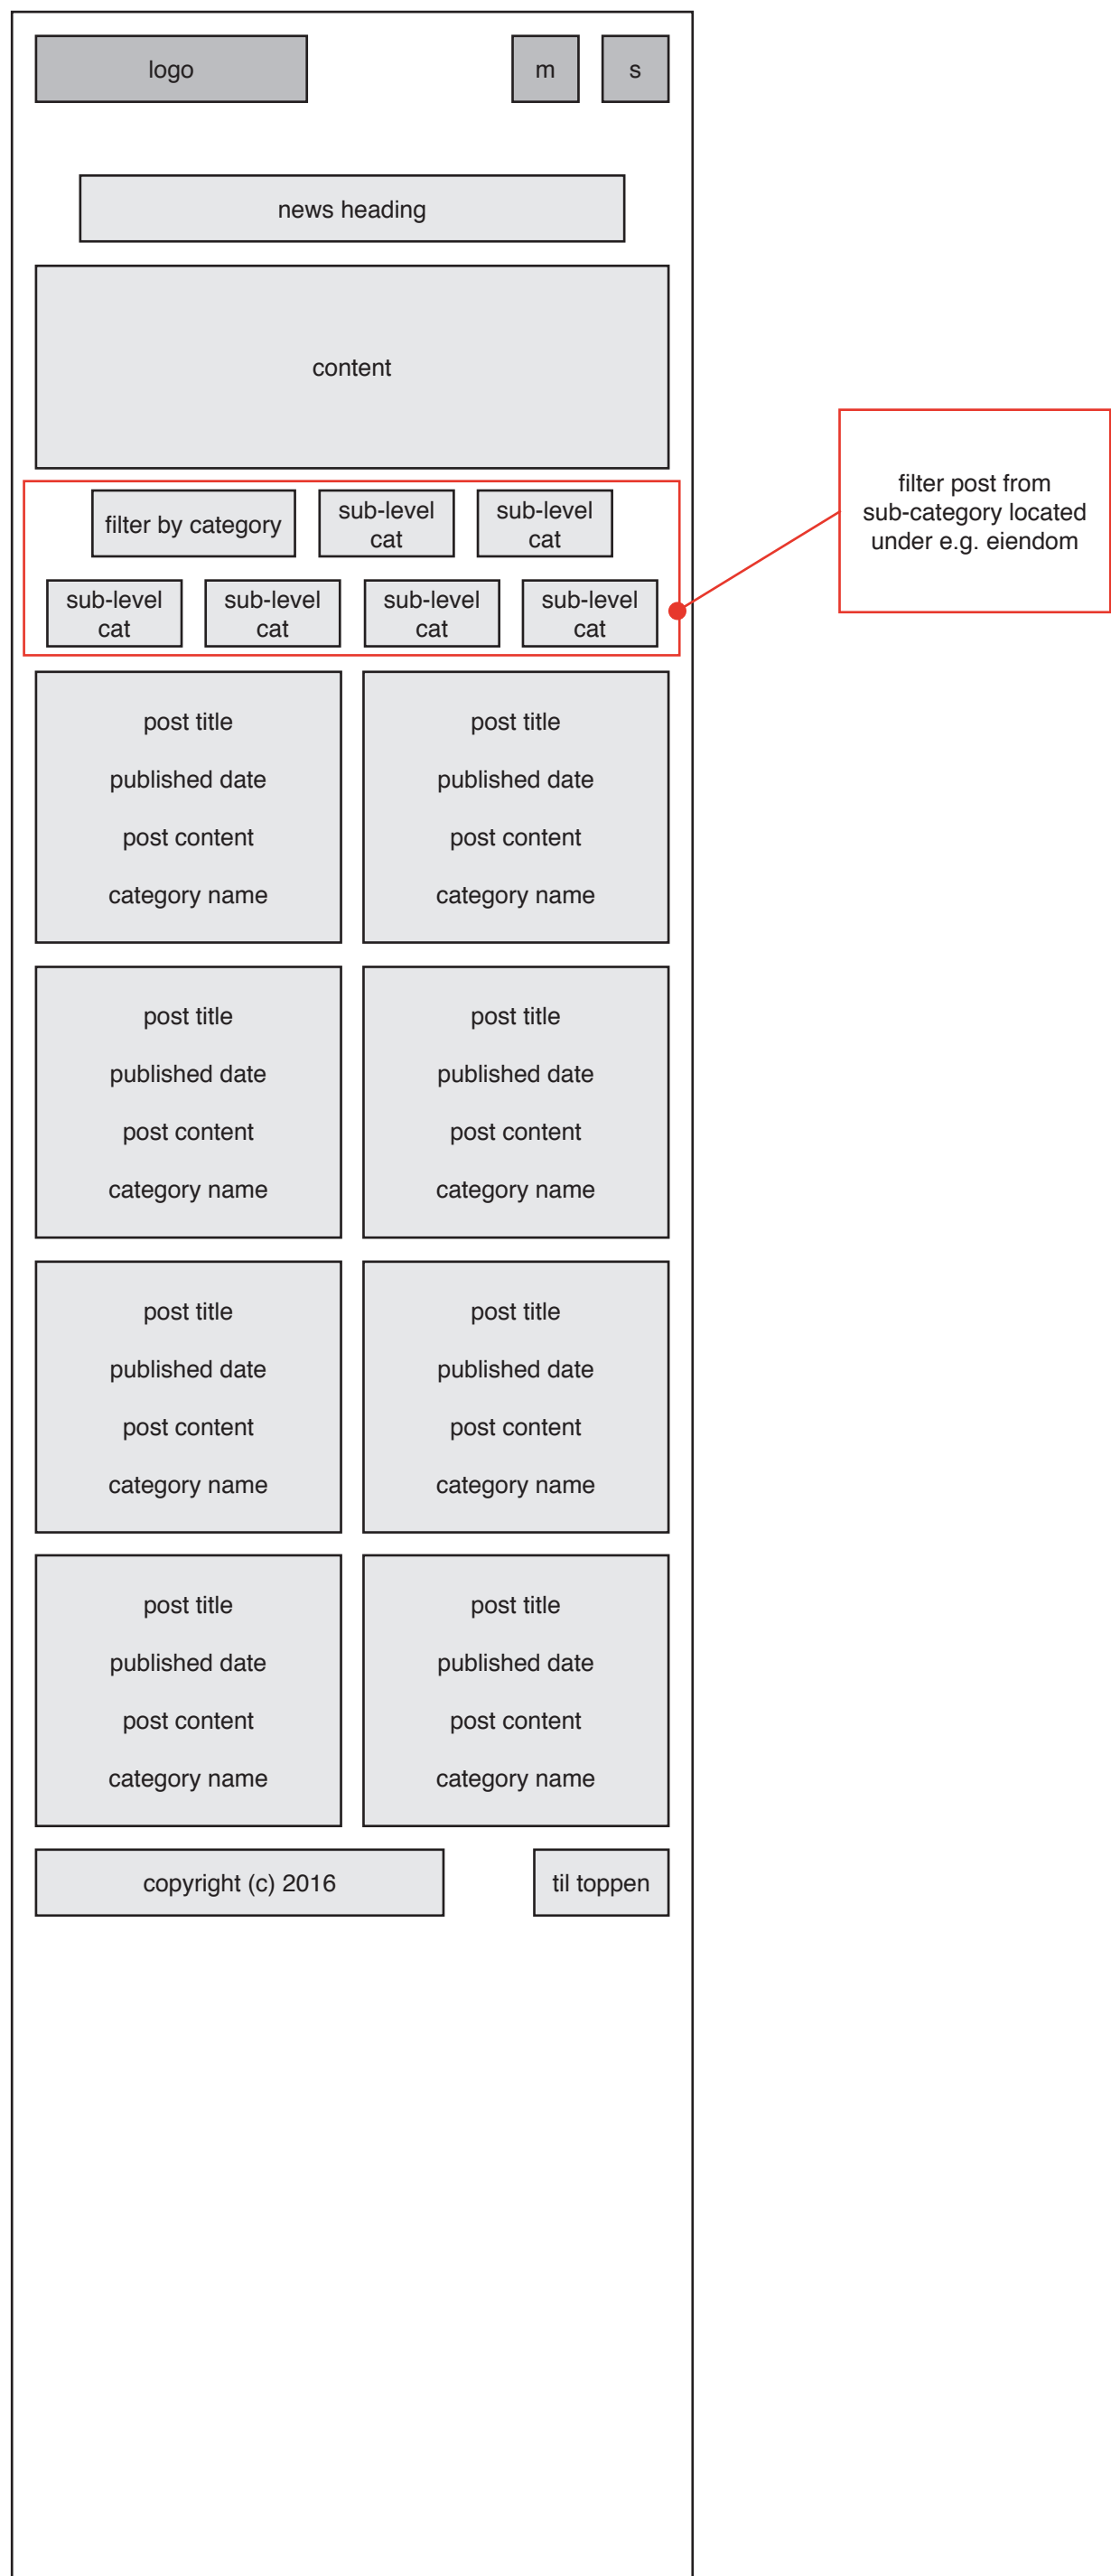 logo
m
s
news heading
content
filter by category
sub-level
cat
sub-level
cat
sub-level
cat
sub-level
cat
sub-level
cat
sub-level
cat
filter post from
sub-category located
under e.g. eiendom
post title
published date
post content
category name
post title
published date
post content
category name
post title
published date
post content
category name
post title
published date
post content
category name
post title
published date
post content
category name
post title
published date
post content
category name
post title
published date
post content
category name
post title
published date
post content
category name
copyright (c) 2016
til toppen